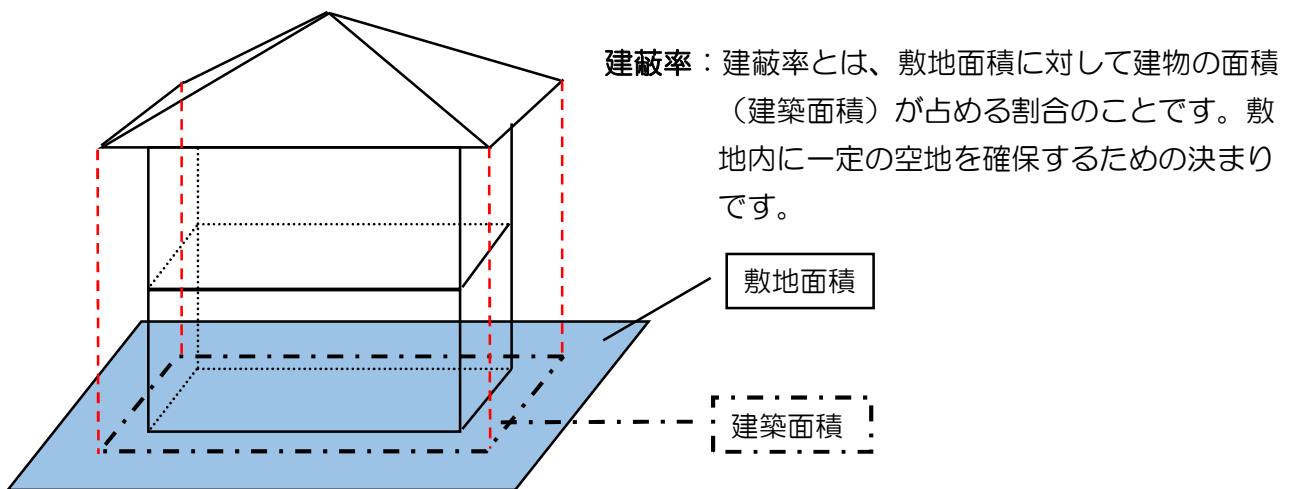 建蔽率：建蔽率とは、敷地面積に対して建物の面積
（建築面積）が占める割合のことです。敷
地内に一定の空地を確保するための決まり
です。
敷地面積
建築面積